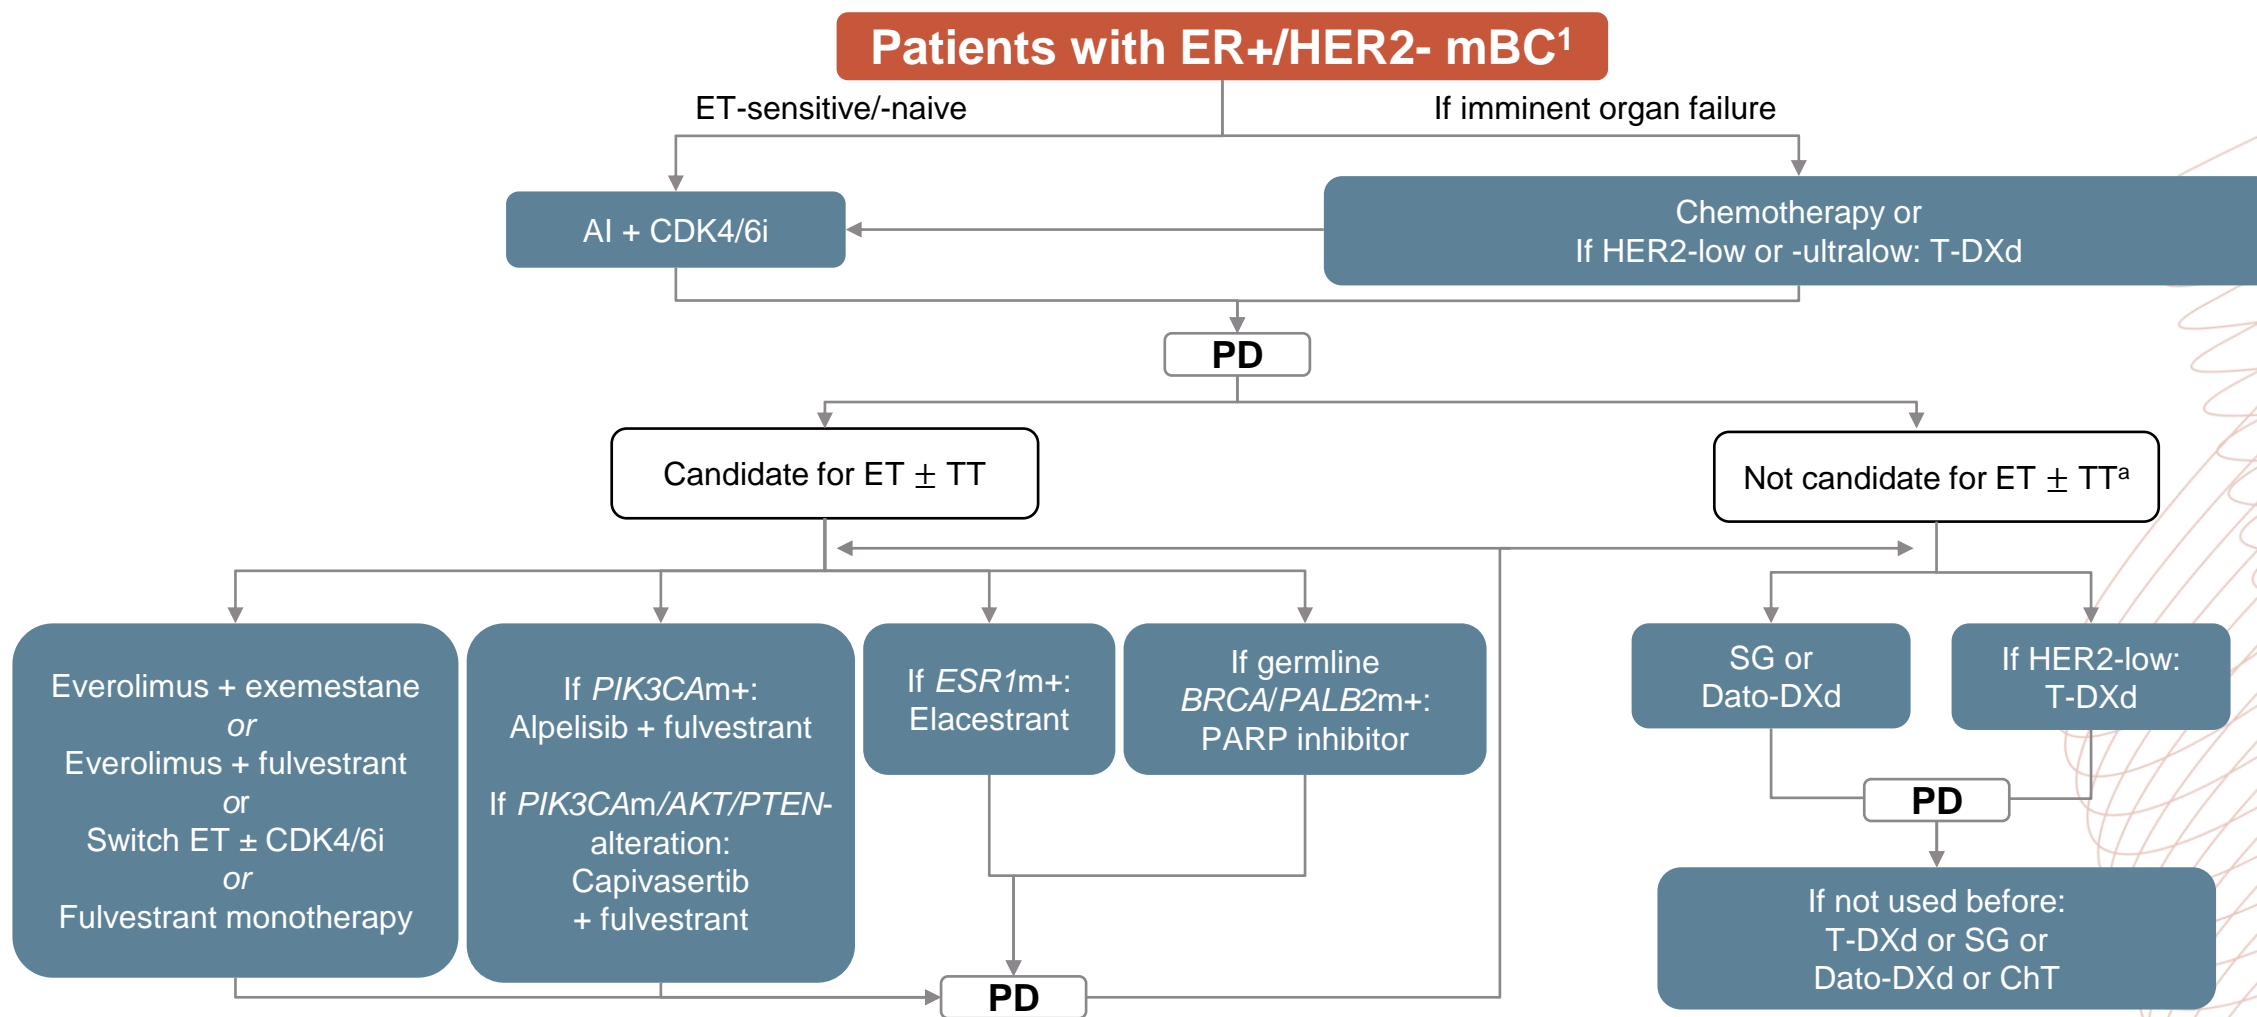 Patients with ER+/HER2- mBC¹
ET-sensitive/-naive
If imminent organ failure
AI + CDK4/6i
Chemotherapy or
If HER2-low or -ultralow: T-DXd
PD
Candidate for ET ± TT
Not candidate for ET ± TTᵃ
Everolimus + exemestane
or
Everolimus + fulvestrant
or
Switch ET ± CDK4/6i
or
Fulvestrant monotherapy
If PIK3CAm+:
Alpelisib + fulvestrant
If PIK3CAm/AKT/PTEN-
alteration:
Capivasertib
+ fulvestrant
If ESR1m+:
Elacestrant
If germline
BRCA/PALB2m+:
PARP inhibitor
PD
SG or
Dato-DXd
If HER2-low:
T-DXd
PD
If not used before:
T-DXd or SG or
Dato-DXd or ChT